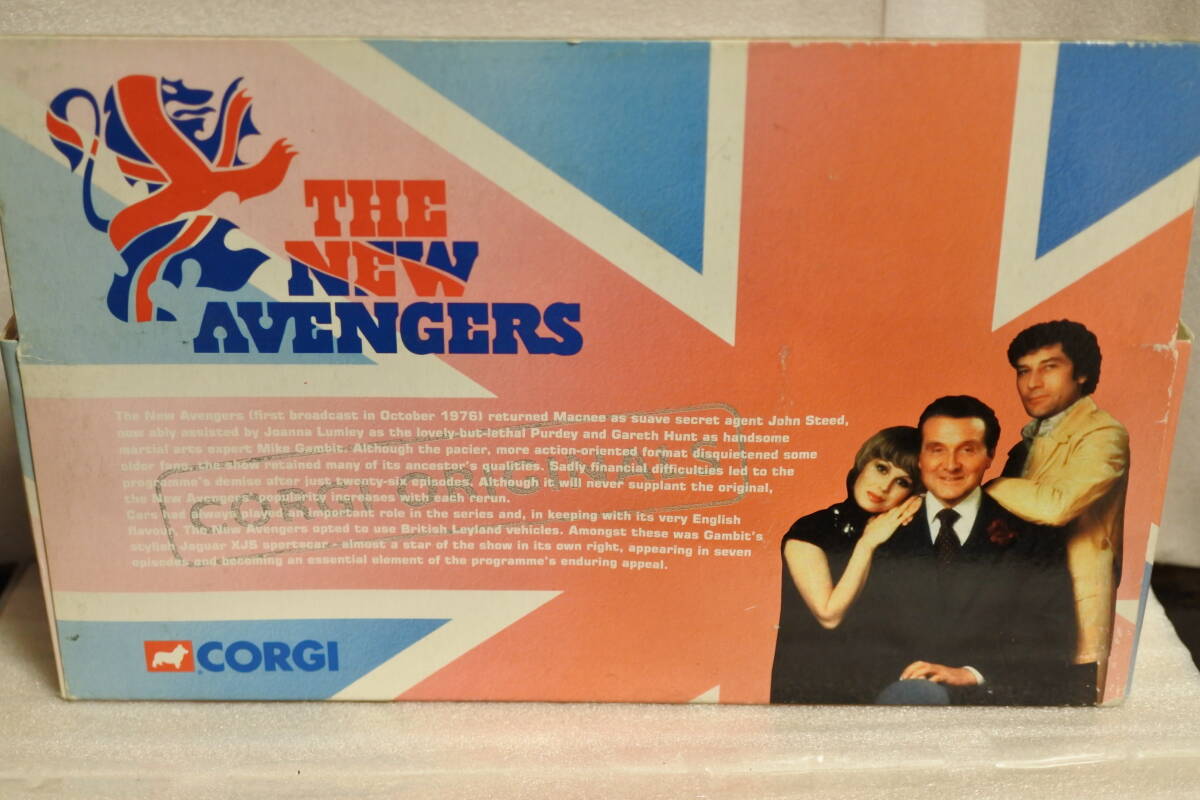 THE
NEW
AVENGERS
The New Avengers (first broadcast in October 1976) returned Macnee as suave secret agent John Steed,
now ably assisted by Joanna Lumley as the lovely-but-lethal Purdey and Gareth Hunt as handsome
martial arts expert Mike Gambit. Although the pacier, more action-oriented format disquietened some
older fans, the show retained many of its ancestor's qualities. Sadly financial difficulties led to the
programme's demise after just twenty-six episodes. Although it will never supplant the original,
the New Avengers' popularity increases with each rerun.
Cars had always played an important role in the series and, in keeping with its very English
flavour, The New Avengers opted to use British Leyland vehicles. Amongst these was Gambit's
stylish Jaguar XJS sportscar - almost a star of the show in its own right, appearing in seven
episodes and becoming an essential element of the programme's enduring appeal.
CORGI ORIGINALS
CORGI